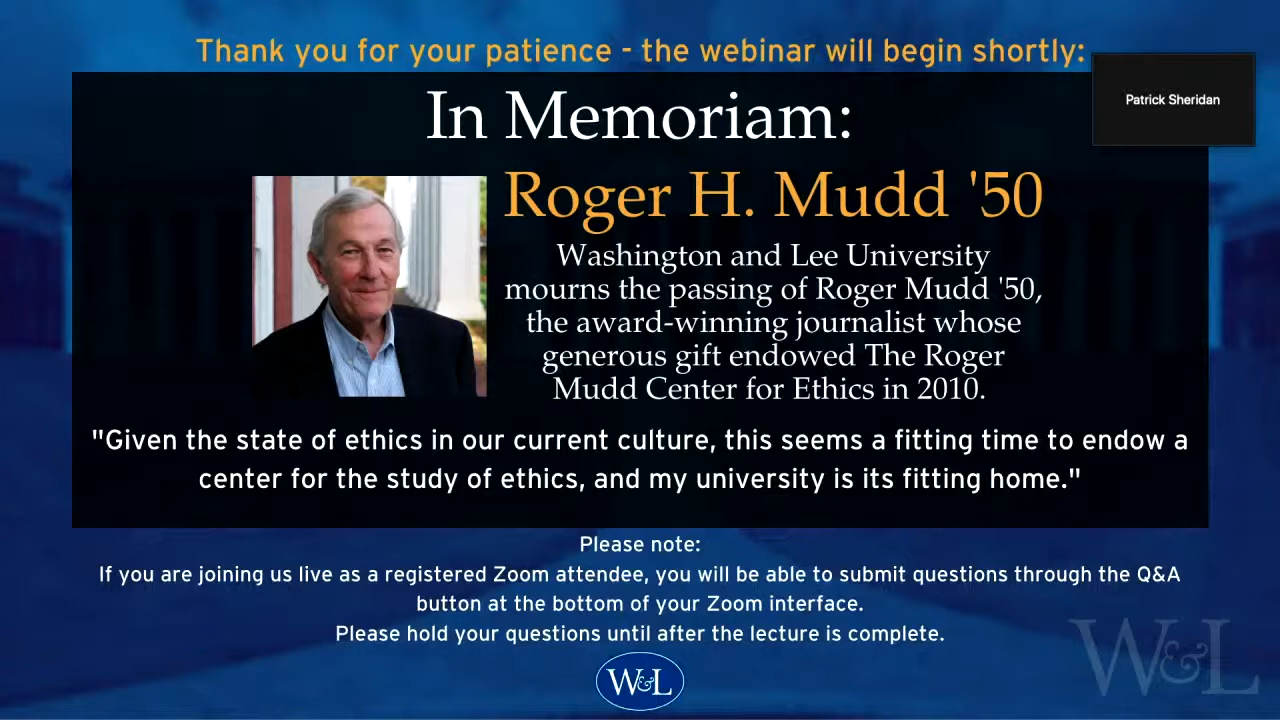 Thank you for your patience - the webinar will begin shortly:
Patrick Sheridan
In Memoriam:
Roger H. Mudd '50
Washington and Lee University
mourns the passing of Roger Mudd '50,
the award-winning journalist whose
generous gift endowed The Roger
Mudd Center for Ethics in 2010.
"Given the state of ethics in our current culture, this seems a fitting time to endow a
center for the study of ethics, and my university is its fitting home."
Please note:
If you are joining us live as a registered Zoom attendee, you will be able to submit questions through the Q&A
button at the bottom of your Zoom interface.
Please hold your questions until after the lecture is complete.
W&L
W&L